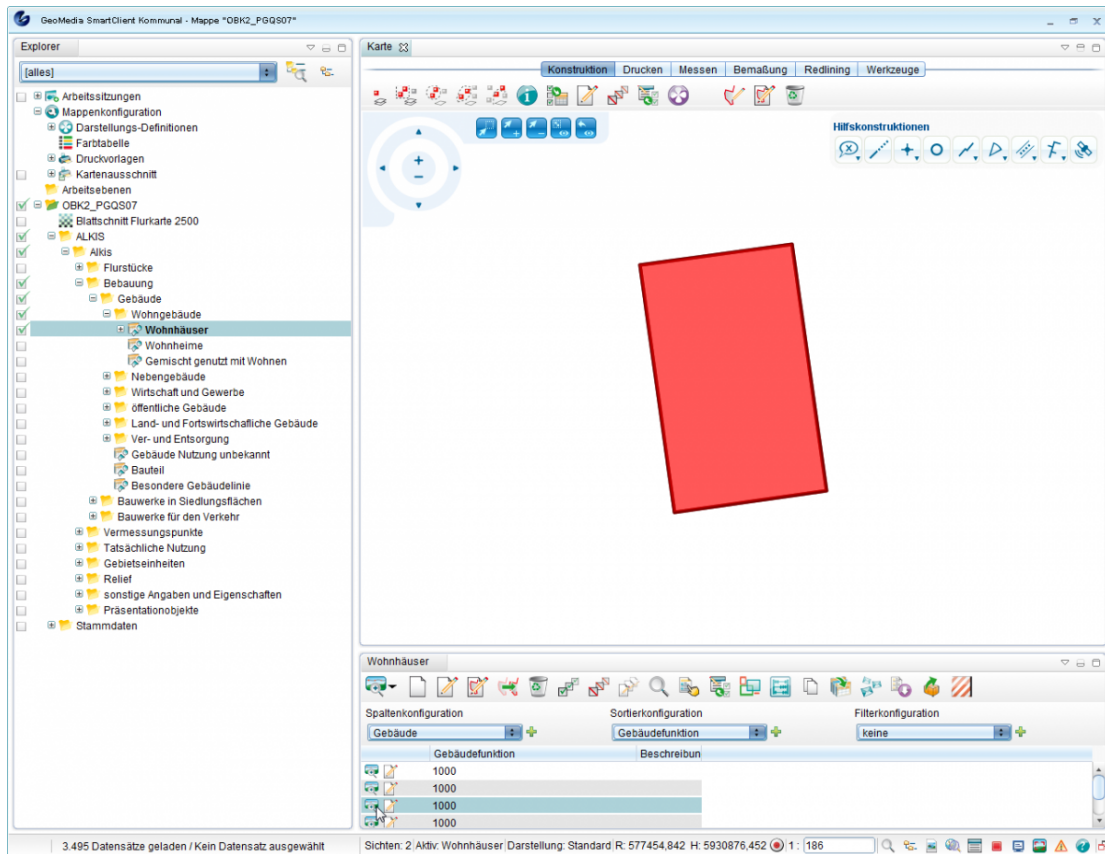 GeoMedia SmartClient Kommunal - Mappe "OBK2_PGQS07"
Explorer
[alles]
Arbeitssitzungen
Mappenkonfiguration
Darstellungs-Definitionen
Farbtabelle
Druckvorlagen
Kartenausschnitt
Arbeitsebenen
OBK2_PGQS07
Blattschnitt Flurkarte 2500
ALKIS
Alkis
Flurstücke
Bebauung
Gebäude
Wohngebäude
Wohnhäuser
Wohnheime
Gemischt genutzt mit Wohnen
Nebengebäude
Wirtschaft und Gewerbe
öffentliche Gebäude
Land- und Fortswirtschafliche Gebäude
Ver- und Entsorgung
Gebäude Nutzung unbekannt
Bauteil
Besondere Gebäudelinie
Bauwerke in Siedlungsflächen
Bauwerke für den Verkehr
Vermessungspunkte
Tatsächliche Nutzung
Gebietseinheiten
Relief
sonstige Angaben und Eigenschaften
Präsentationobjekte
Stammdaten
Karte
Konstruktion Drucken Messen Bemaßung Redlining Werkzeuge
Hilfskonstruktionen
Wohnhäuser
Spaltenkonfiguration Sortierkonfiguration Filterkonfiguration
Gebäude Gebäudefunktion keine
Gebäudefunktion Beschreibun
1000
1000
1000
1000
3.495 Datensätze geladen / Kein Datensatz ausgewählt
Sichten: 2 Aktiv: Wohnhäuser Darstellung: Standard R: 577454,842 H: 5930876,452 1 : 186